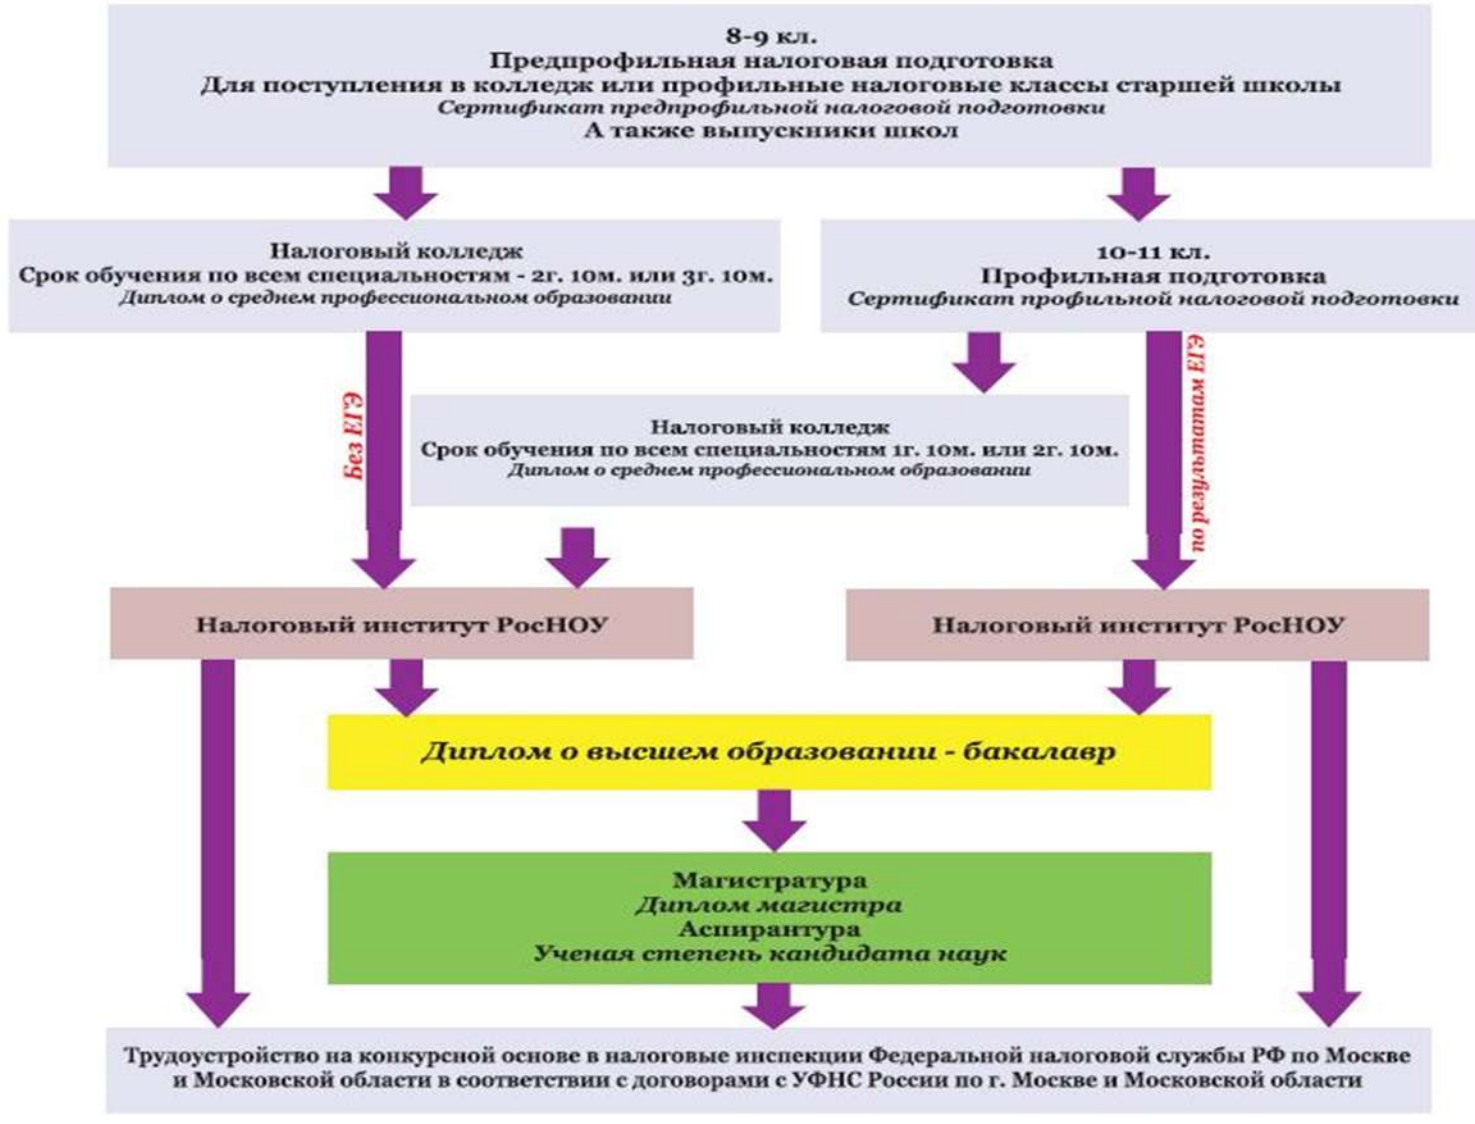 8-9 кл.
Предпрофильная налоговая подготовка
Для поступления в колледж или профильные налоговые классы старшей школы
Сертификат предпрофильной налоговой подготовки
А также выпускники школ
Налоговый колледж
Срок обучения по всем специальностям - 2г. 10м. или 3г. 10м.
Диплом о среднем профессиональном образовании
10-11 кл.
Профильная подготовка
Сертификат профильной налоговой подготовки
без ЕГЭ
по результатам ЕГЭ
Налоговый колледж
Срок обучения по всем специальностям 1г. 10м. или 2г. 10м.
Диплом о среднем профессиональном образовании
Налоговый институт РосНОУ
Налоговый институт РосНОУ
Диплом о высшем образовании - бакалавр
Магистратура
Диплом магистра
Аспирантура
Ученая степень кандидата наук
Трудоустройство на конкурсной основе в налоговые инспекции Федеральной налоговой службы РФ по Москве
и Московской области в соответствии с договорами с УФНС России по г. Москве и Московской области